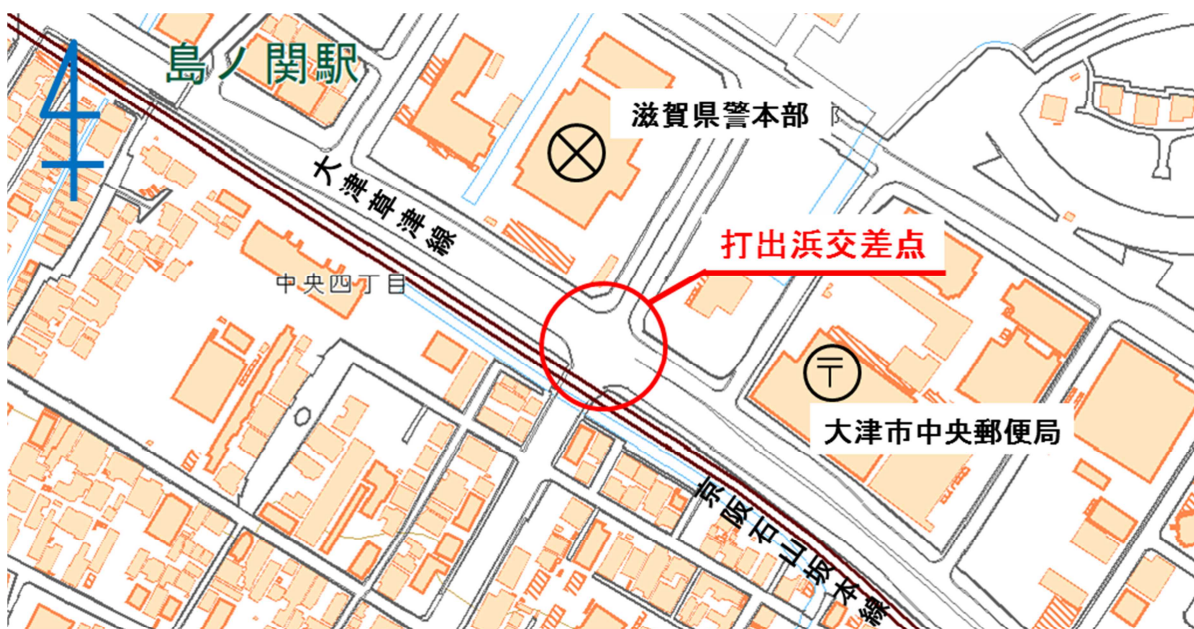 島ノ関駅
滋賀県警本部
大津草津線
打出浜交差点
中央四丁目
〒
大津市中央郵便局
京阪石山坂本線